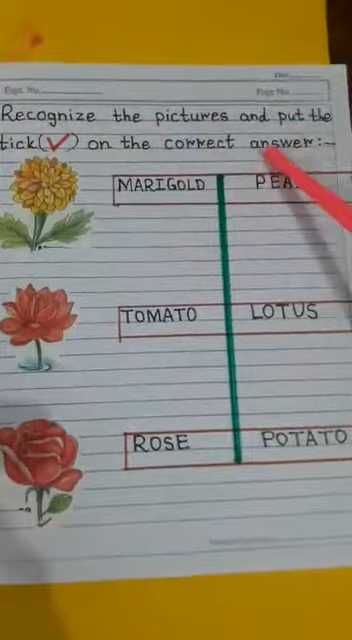 Expt. No.
Page No.
Recognize the pictures and put the
tick(✓) on the correct answer:-
MARIGOLD
TOMATO LOTUS
ROSE POTATO